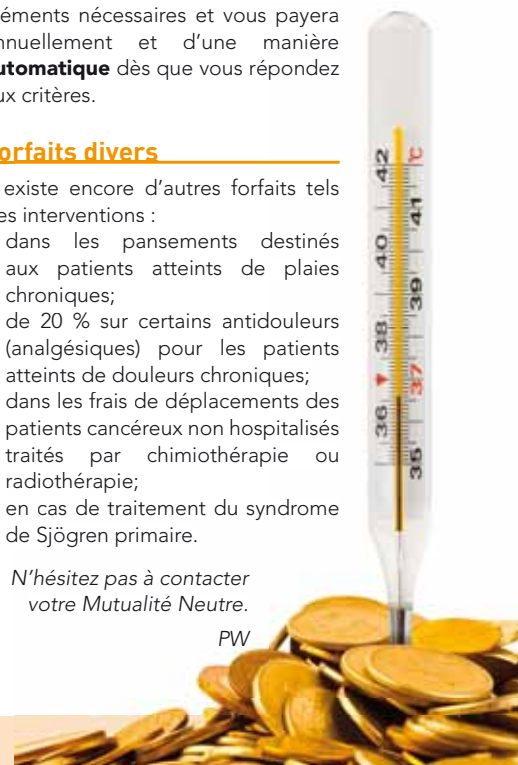 éments nécessaires et vous payera
nnuellement et d'une manière
utomatique dès que vous répondez
ux critères.
orfaits divers
existe encore d'autres forfaits tels
es interventions :
dans les pansements destinés
aux patients atteints de plaies
chroniques;
de 20 % sur certains antidouleurs
(analgésiques) pour les patients
atteints de douleurs chroniques;
dans les frais de déplacements des
patients cancéreux non hospitalisés
traités par chimiothérapie ou
radiothérapie;
en cas de traitement du syndrome
de Sjögren primaire.
N'hésitez pas à contacter
votre Mutualité Neutre.
PW
°C
42
41
40
39
38
37
36
35